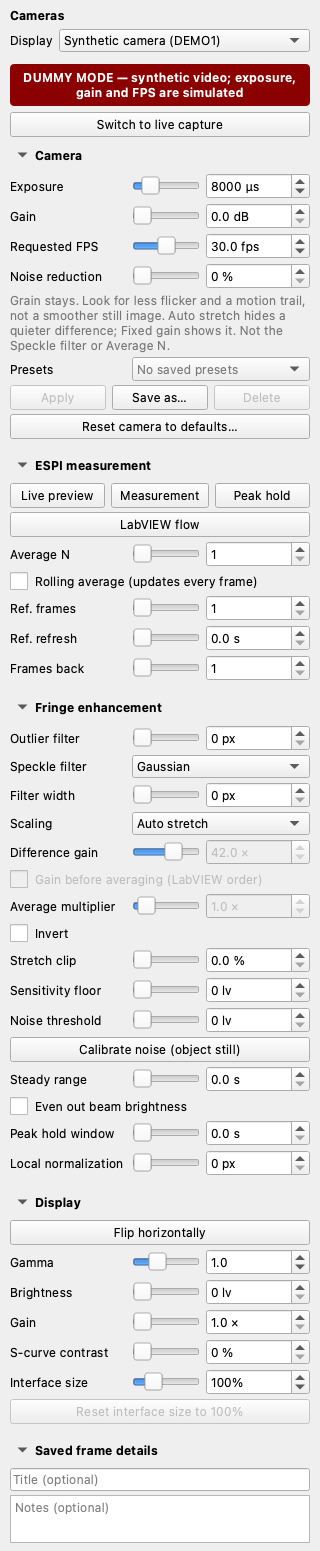 Cameras
Display Synthetic camera (DEMO1)
DUMMY MODE — synthetic video; exposure,
gain and FPS are simulated
Switch to live capture
Camera
Exposure 8000 µs
Gain 0.0 dB
Requested FPS 30.0 fps
Noise reduction 0 %
Grain stays. Look for less flicker and a motion trail,
not a smoother still image. Auto stretch hides a
quieter difference; Fixed gain shows it. Not the
Speckle filter or Average N.
Presets No saved presets
Apply Save as... Delete
Reset camera to defaults...
ESPI measurement
Live preview Measurement Peak hold
LabVIEW flow
Average N 1
Rolling average (updates every frame)
Ref. frames 1
Ref. refresh 0.0 s
Frames back 1
Fringe enhancement
Outlier filter 0 px
Speckle filter Gaussian
Filter width 0 px
Scaling Auto stretch
Difference gain 42.0 ×
Gain before averaging (LabVIEW order)
Average multiplier 1.0 ×
Invert
Stretch clip 0.0 %
Sensitivity floor 0 lv
Noise threshold 0 lv
Calibrate noise (object still)
Steady range 0.0 s
Even out beam brightness
Peak hold window 0.0 s
Local normalization 0 px
Display
Flip horizontally
Gamma 1.0
Brightness 0 lv
Gain 1.0 ×
S-curve contrast 0 %
Interface size 100%
Reset interface size to 100%
Saved frame details
Title (optional)
Notes (optional)